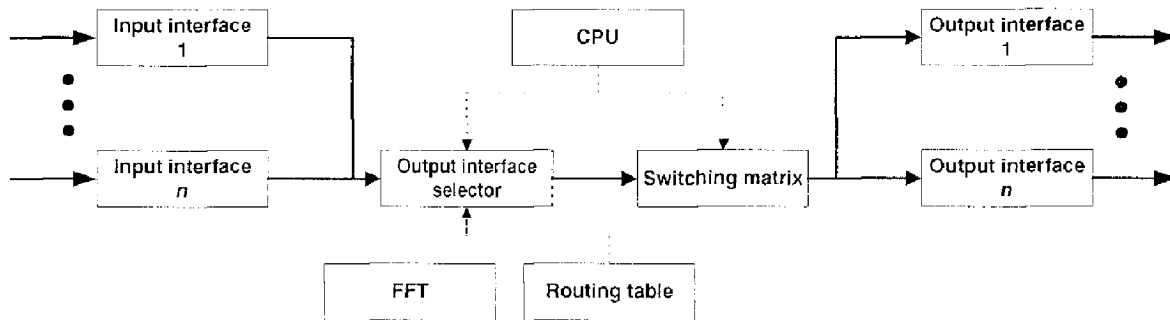 Input interface
1
CPU
Output interface
1
Input interface
n
Output interface
selector
Switching matrix
Output interface
n
FFT
Routing table